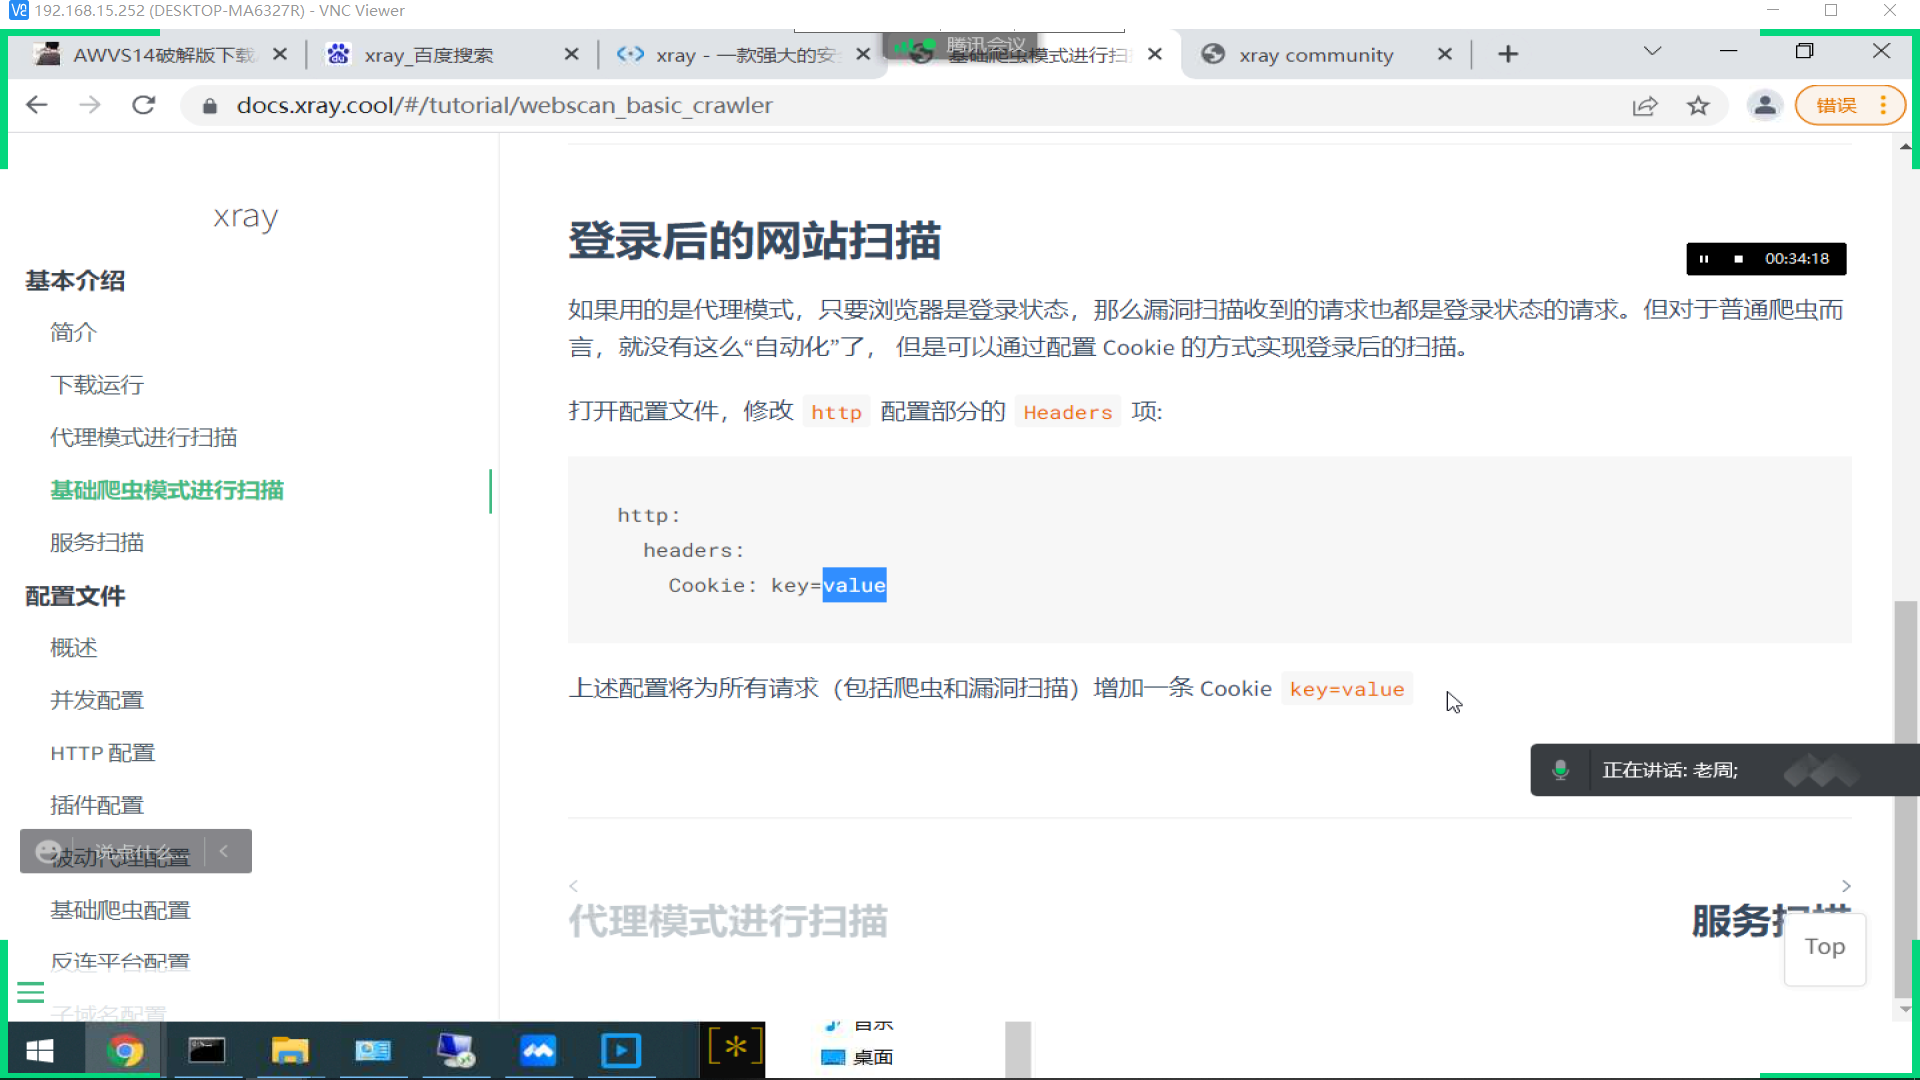 192.168.15.252 (DESKTOP-MA6327R) - VNC Viewer
AWVS14破解版下载
xray_百度搜索
xray - 一款强大的安
腾讯会议
基础爬虫模式进行扫
xray community
docs.xray.cool/#/tutorial/webscan_basic_crawler
错误
xray
基本介绍
简介
下载运行
代理模式进行扫描
基础爬虫模式进行扫描
服务扫描
配置文件
概述
并发配置
HTTP 配置
插件配置
说点什么...
被动代理配置
基础爬虫配置
反连平台配置
子域名配置
登录后的网站扫描
00:34:18
如果用的是代理模式，只要浏览器是登录状态，那么漏洞扫描收到的请求也都是登录状态的请求。但对于普通爬虫而
言，就没有这么“自动化”了， 但是可以通过配置 Cookie 的方式实现登录后的扫描。
打开配置文件，修改 http 配置部分的 Headers 项:
http:
headers:
Cookie: key=value
上述配置将为所有请求（包括爬虫和漏洞扫描）增加一条 Cookie key=value
正在讲话: 老周;
代理模式进行扫描
服务扫描
Top
音乐
桌面